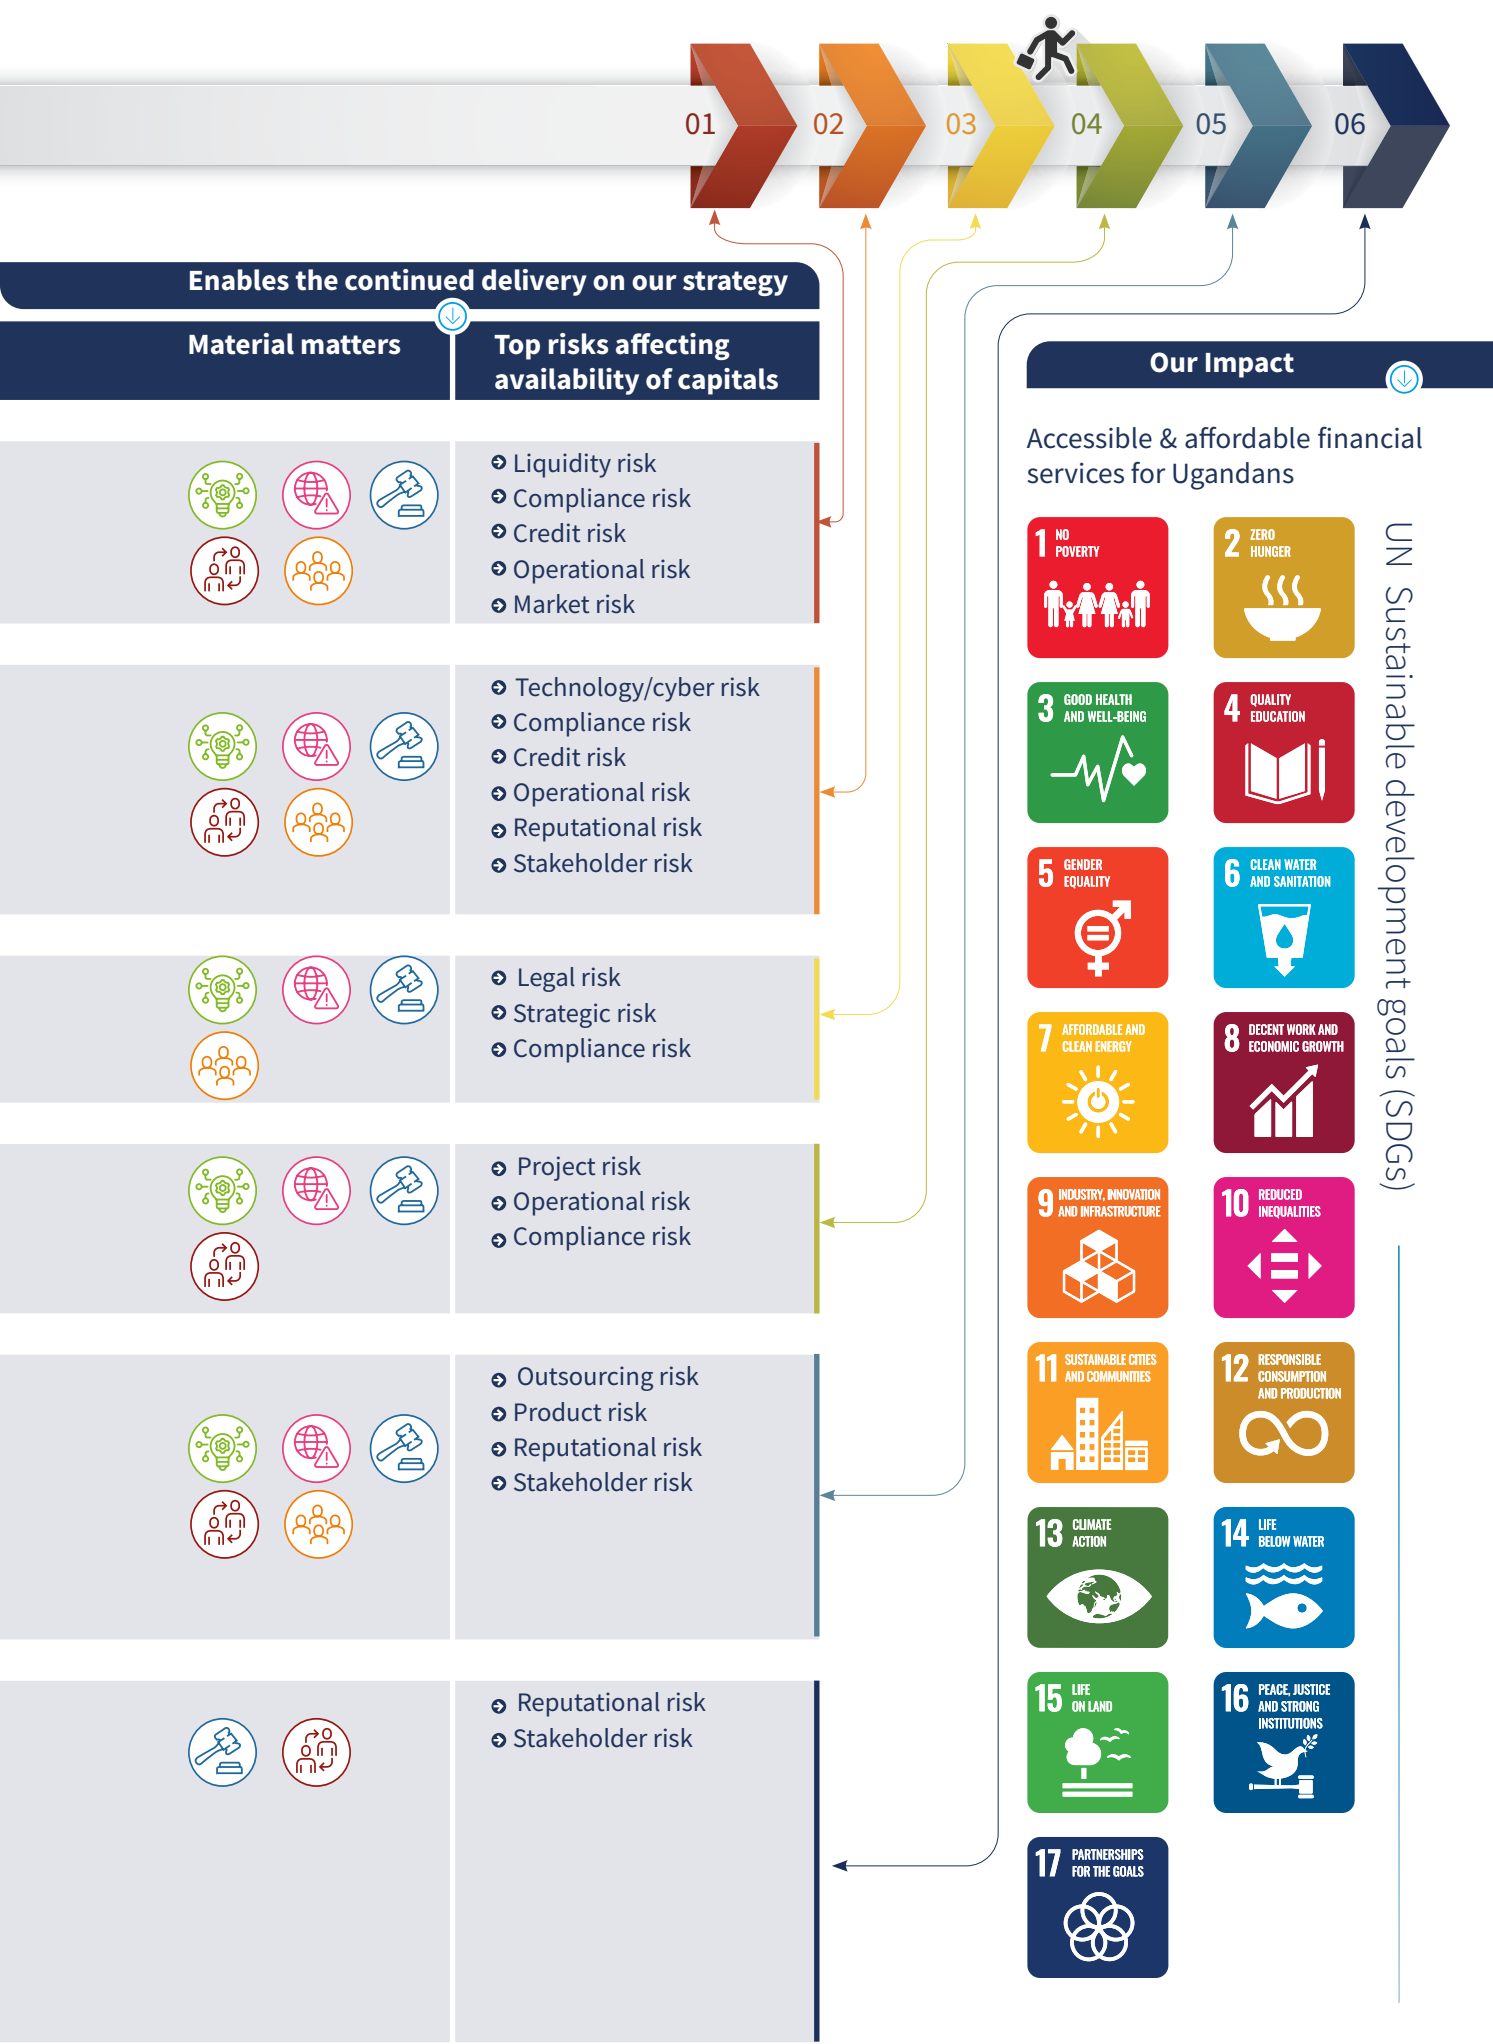 01 02 03 04 05 06
Enables the continued delivery on our strategy
Material matters
Top risks affecting
availability of capitals
Liquidity risk
Compliance risk
Credit risk
Operational risk
Market risk
Technology/cyber risk
Compliance risk
Credit risk
Operational risk
Reputational risk
Stakeholder risk
Legal risk
Strategic risk
Compliance risk
Project risk
Operational risk
Compliance risk
Outsourcing risk
Product risk
Reputational risk
Stakeholder risk
Reputational risk
Stakeholder risk
Our Impact
Accessible & affordable financial
services for Ugandans
1 NO
POVERTY
2 ZERO
HUNGER
3 GOOD HEALTH
AND WELL-BEING
4 QUALITY
EDUCATION
5 GENDER
EQUALITY
6 CLEAN WATER
AND SANITATION
7 AFFORDABLE AND
CLEAN ENERGY
8 DECENT WORK AND
ECONOMIC GROWTH
9 INDUSTRY, INNOVATION
AND INFRASTRUCTURE
10 REDUCED
INEQUALITIES
11 SUSTAINABLE CITIES
AND COMMUNITIES
12 RESPONSIBLE
CONSUMPTION
AND PRODUCTION
13 CLIMATE
ACTION
14 LIFE
BELOW WATER
15 LIFE
ON LAND
16 PEACE, JUSTICE
AND STRONG
INSTITUTIONS
17 PARTNERSHIPS
FOR THE GOALS
UN Sustainable development goals (SDGs)